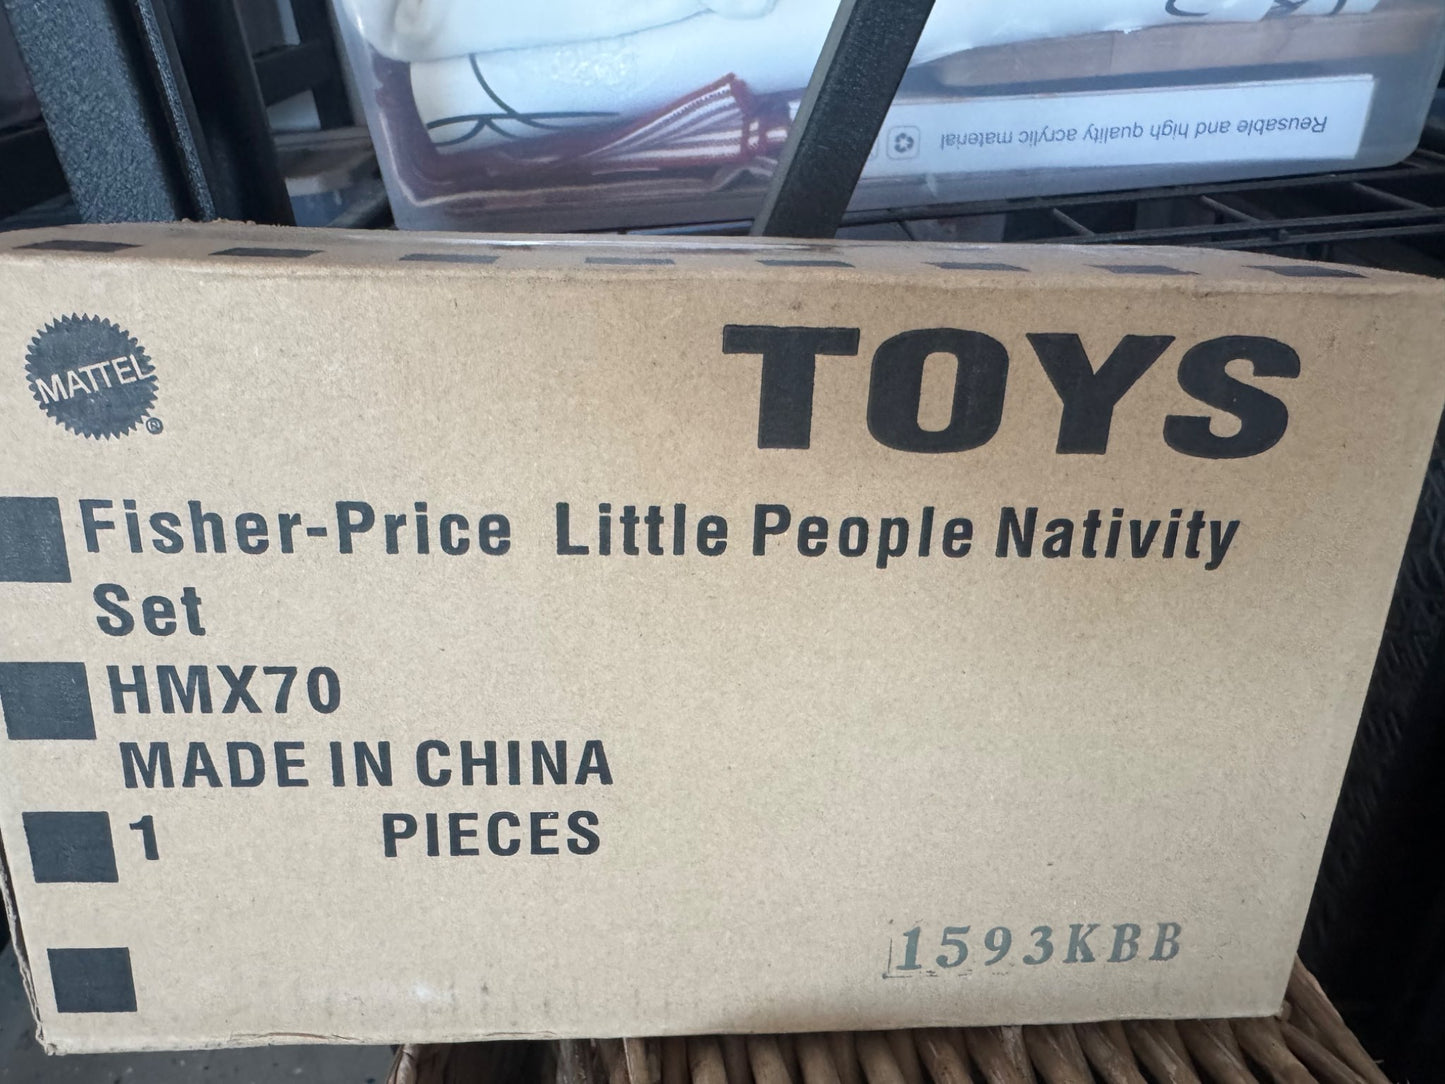 Reusable and high quality acrylic material
MATTEL
®
TOYS
Fisher-Price Little People Nativity
Set
HMX70
MADE IN CHINA
1 PIECES
1593KBB